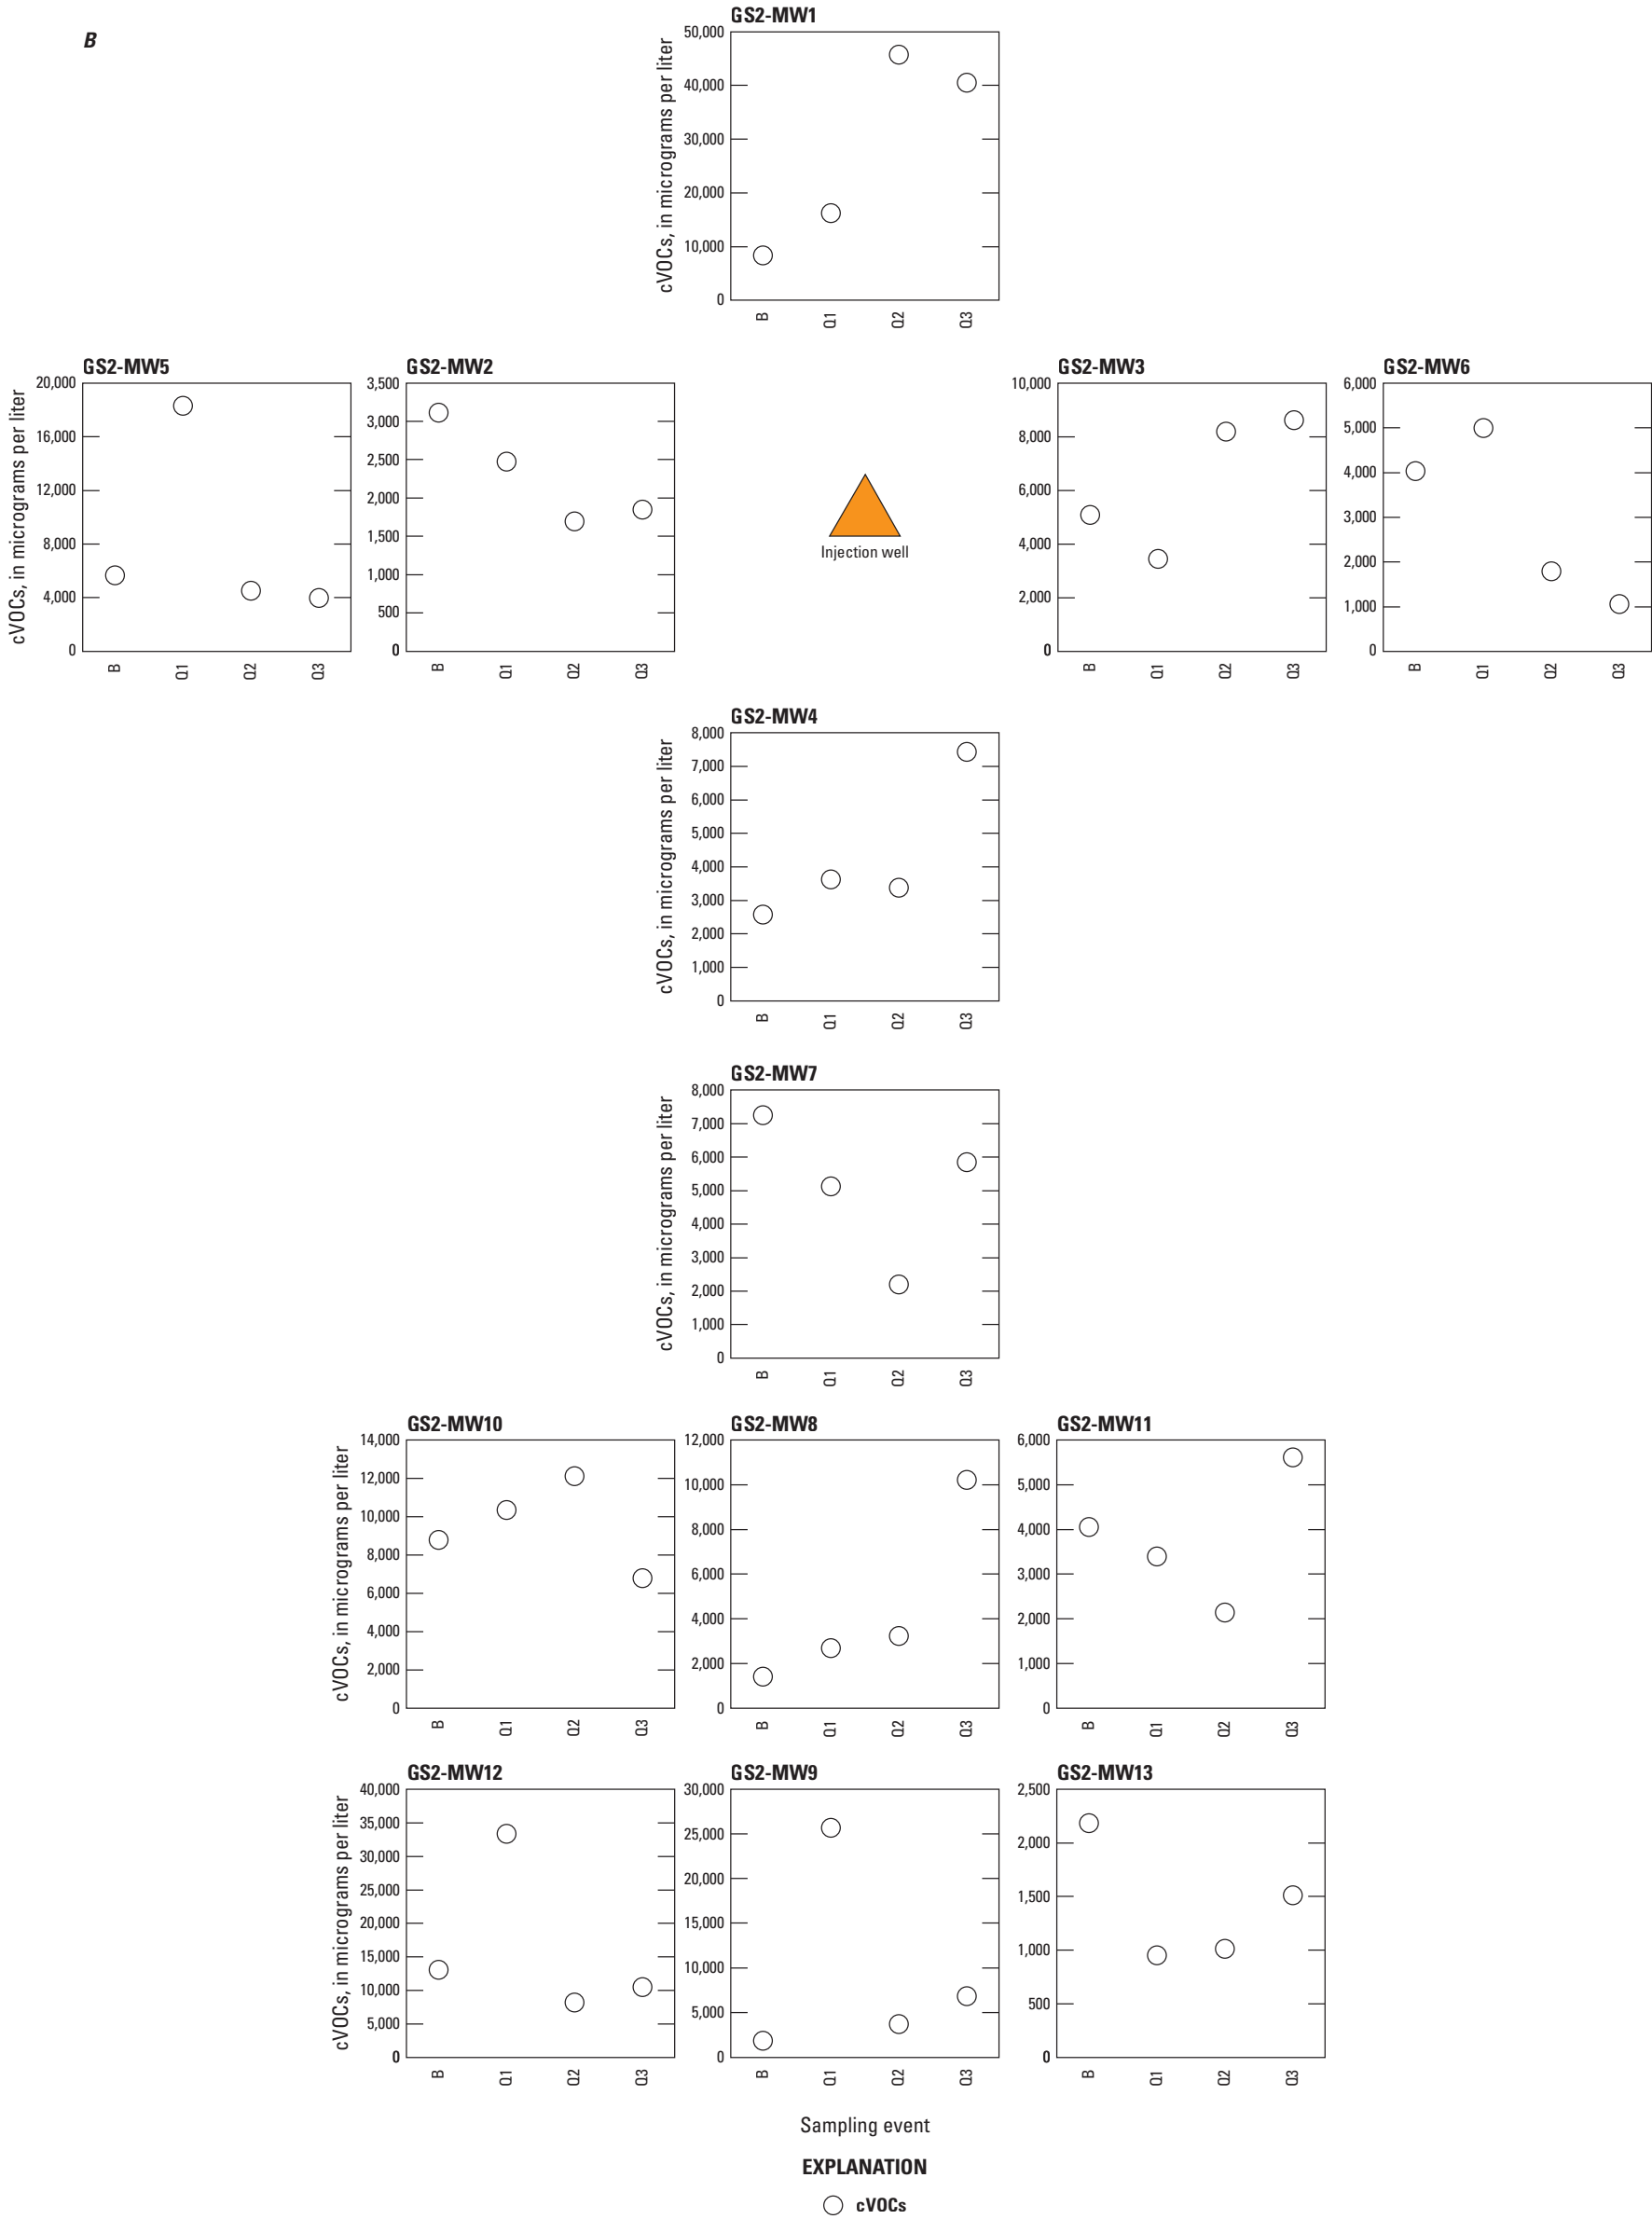 B
GS2-MW1
cVOCs, in micrograms per liter
50,000
40,000
30,000
20,000
10,000
0
B Q1 Q2 Q3
GS2-MW5
cVOCs, in micrograms per liter
20,000
16,000
12,000
8,000
4,000
0
B Q1 Q2 Q3
GS2-MW2
3,500
3,000
2,500
2,000
1,500
1,000
500
0
B Q1 Q2 Q3
Injection well
GS2-MW3
10,000
8,000
6,000
4,000
2,000
0
B Q1 Q2 Q3
GS2-MW6
6,000
5,000
4,000
3,000
2,000
1,000
0
B Q1 Q2 Q3
GS2-MW4
cVOCs, in micrograms per liter
8,000
7,000
6,000
5,000
4,000
3,000
2,000
1,000
0
B Q1 Q2 Q3
GS2-MW7
cVOCs, in micrograms per liter
8,000
7,000
6,000
5,000
4,000
3,000
2,000
1,000
0
B Q1 Q2 Q3
GS2-MW10
cVOCs, in micrograms per liter
14,000
12,000
10,000
8,000
6,000
4,000
2,000
0
B Q1 Q2 Q3
GS2-MW8
12,000
10,000
8,000
6,000
4,000
2,000
0
B Q1 Q2 Q3
GS2-MW11
6,000
5,000
4,000
3,000
2,000
1,000
0
B Q1 Q2 Q3
GS2-MW12
cVOCs, in micrograms per liter
40,000
35,000
30,000
25,000
20,000
15,000
10,000
5,000
0
B Q1 Q2 Q3
GS2-MW9
30,000
25,000
20,000
15,000
10,000
5,000
0
B Q1 Q2 Q3
GS2-MW13
2,500
2,000
1,500
1,000
500
0
B Q1 Q2 Q3
Sampling event
EXPLANATION
cVOCs